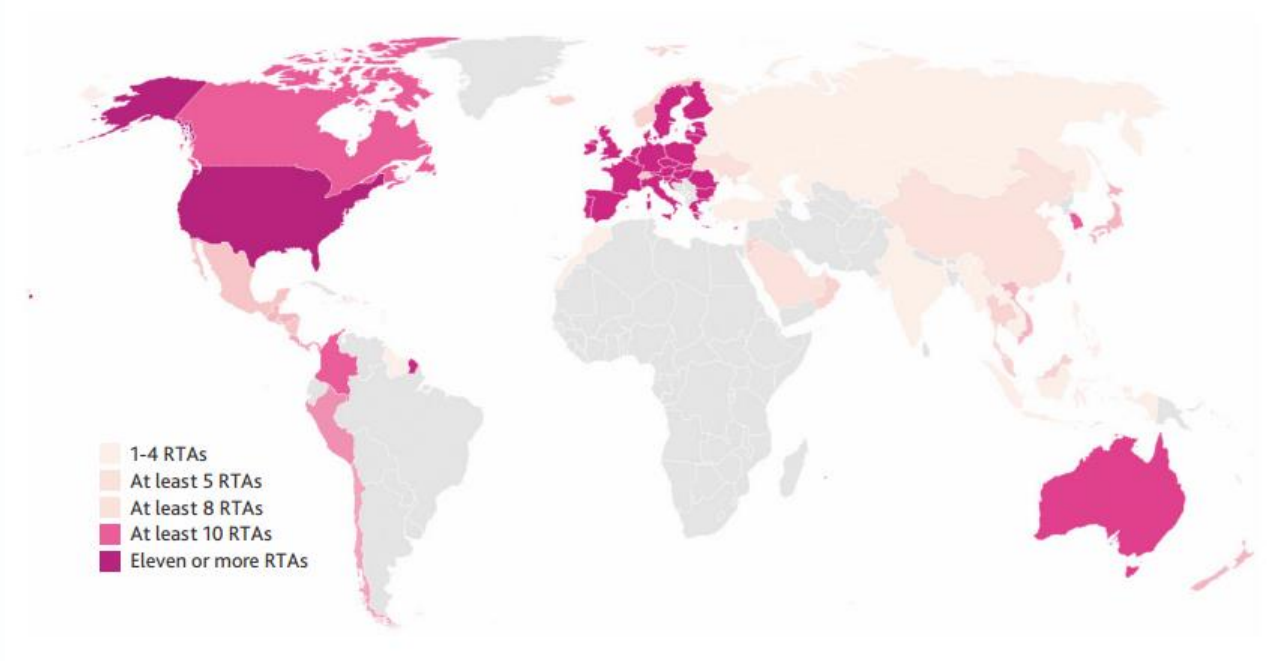 1-4 RTAs
At least 5 RTAs
At least 8 RTAs
At least 10 RTAs
Eleven or more RTAs